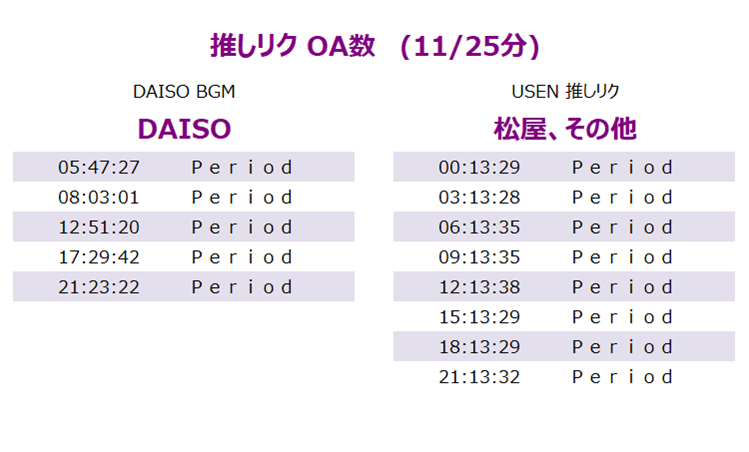 推しリク OA数 (11/25分)
DAISO BGM
DAISO
05:47:27 Ｐｅｒｉｏｄ
08:03:01 Ｐｅｒｉｏｄ
12:51:20 Ｐｅｒｉｏｄ
17:29:42 Ｐｅｒｉｏｄ
21:23:22 Ｐｅｒｉｏｄ
USEN 推しリク
松屋、その他
00:13:29 Ｐｅｒｉｏｄ
03:13:28 Ｐｅｒｉｏｄ
06:13:35 Ｐｅｒｉｏｄ
09:13:35 Ｐｅｒｉｏｄ
12:13:38 Ｐｅｒｉｏｄ
15:13:29 Ｐｅｒｉｏｄ
18:13:29 Ｐｅｒｉｏｄ
21:13:32 Ｐｅｒｉｏｄ